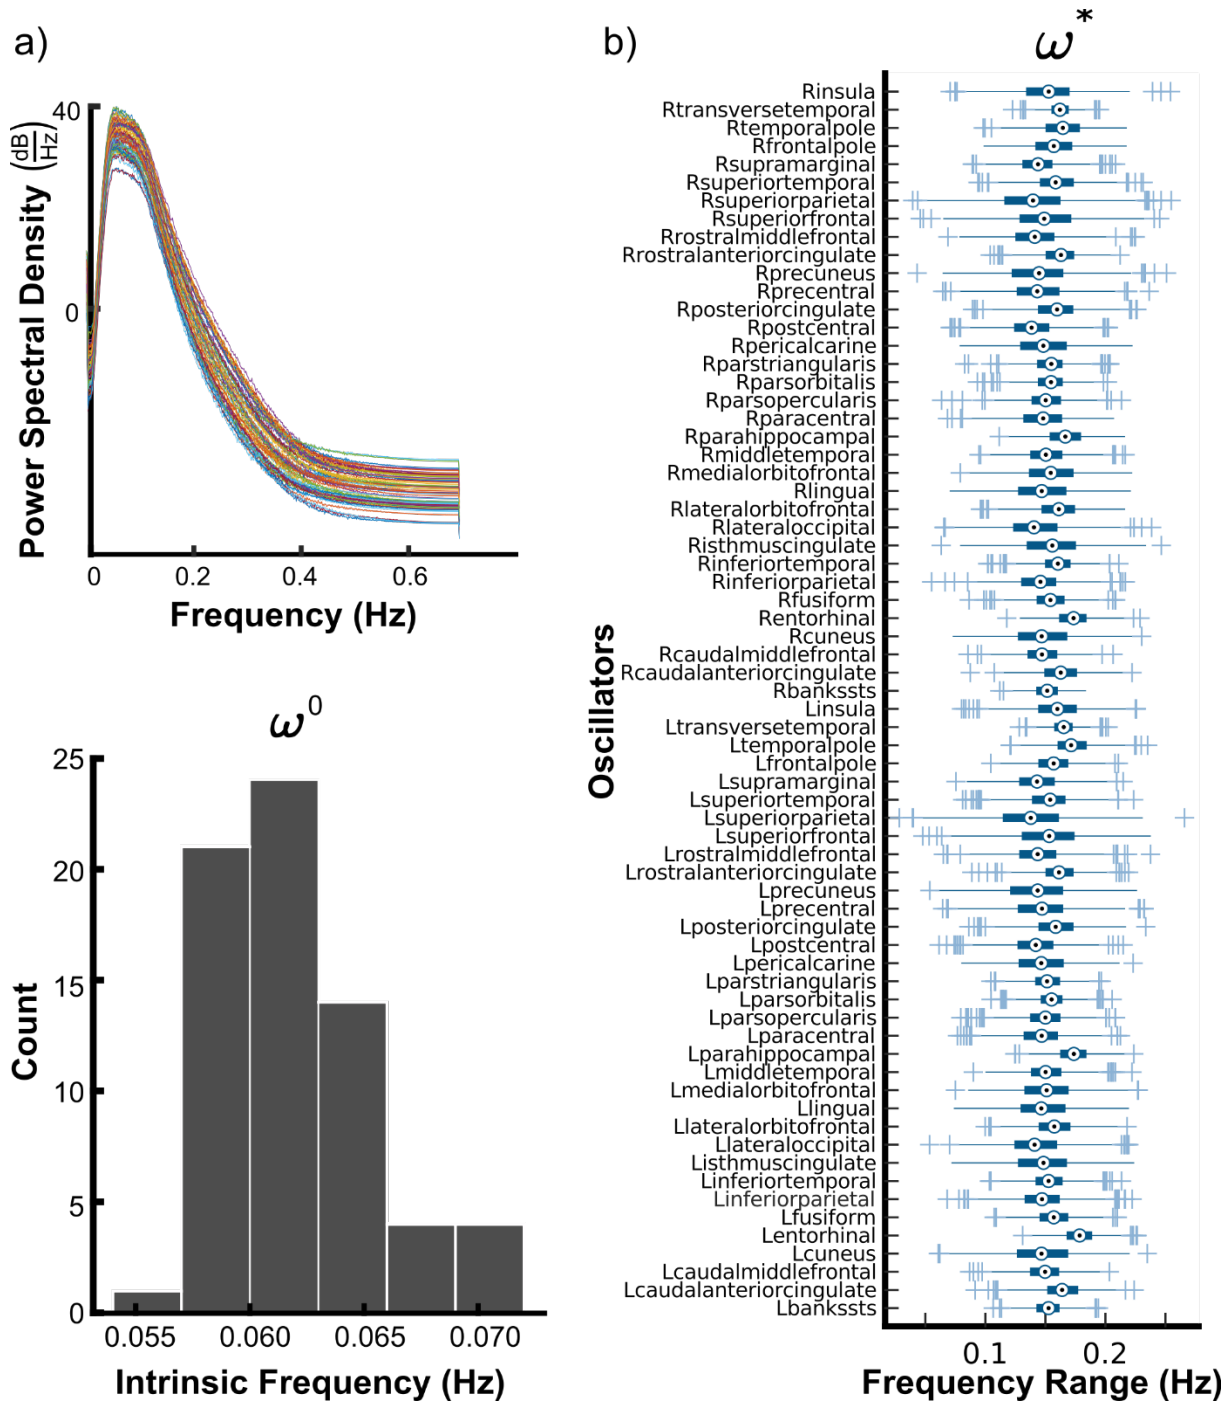 a)
40
0
Power Spectral Density (dB/Hz)
0
0.2
0.4
0.6
Frequency (Hz)
ω⁰
25
20
15
10
5
0
Count
0.055
0.060
0.065
0.070
Intrinsic Frequency (Hz)
b)
ω*
Rinsula
Rtransversetemporal
Rtemporalpole
Rfrontalpole
Rsupramarginal
Rsuperiortemporal
Rsuperiorparietal
Rsuperiorfrontal
Rrostralmiddlefrontal
Rrostralanteriorcingulate
Rprecuneus
Rprecentral
Rposteriorcingulate
Rpostcentral
Rpericalcarine
Rparstriangularis
Rparsorbitalis
Rparsopercularis
Rparacentral
Rparahippocampal
Rmiddletemporal
Rmedialorbitofrontal
Rlingual
Rlateralorbitofrontal
Rlateraloccipital
Risthmuscingulate
Rinferiortemporal
Rinferiorparietal
Rfusiform
Rentorhinal
Rcuneus
Rcaudalmiddlefrontal
Rcaudalanteriorcingulate
Rbankssts
Linsula
Ltransversetemporal
Ltemporalpole
Lfrontalpole
Lsupramarginal
Lsuperiortemporal
Lsuperiorparietal
Lsuperiorfrontal
Lrostralmiddlefrontal
Lrostralanteriorcingulate
Lprecuneus
Lprecentral
Lposteriorcingulate
Lpostcentral
Lpericalcarine
Lparstriangularis
Lparsorbitalis
Lparsopercularis
Lparacentral
Lparahippocampal
Lmiddletemporal
Lmedialorbitofrontal
Llingual
Llateralorbitofrontal
Llateraloccipital
Listhmuscingulate
Linferiortemporal
Linferiorparietal
Lfusiform
Lentorhinal
Lcuneus
Lcaudalmiddlefrontal
Lcaudalanteriorcingulate
Lbankssts
Oscillators
0.1
0.2
Frequency Range (Hz)